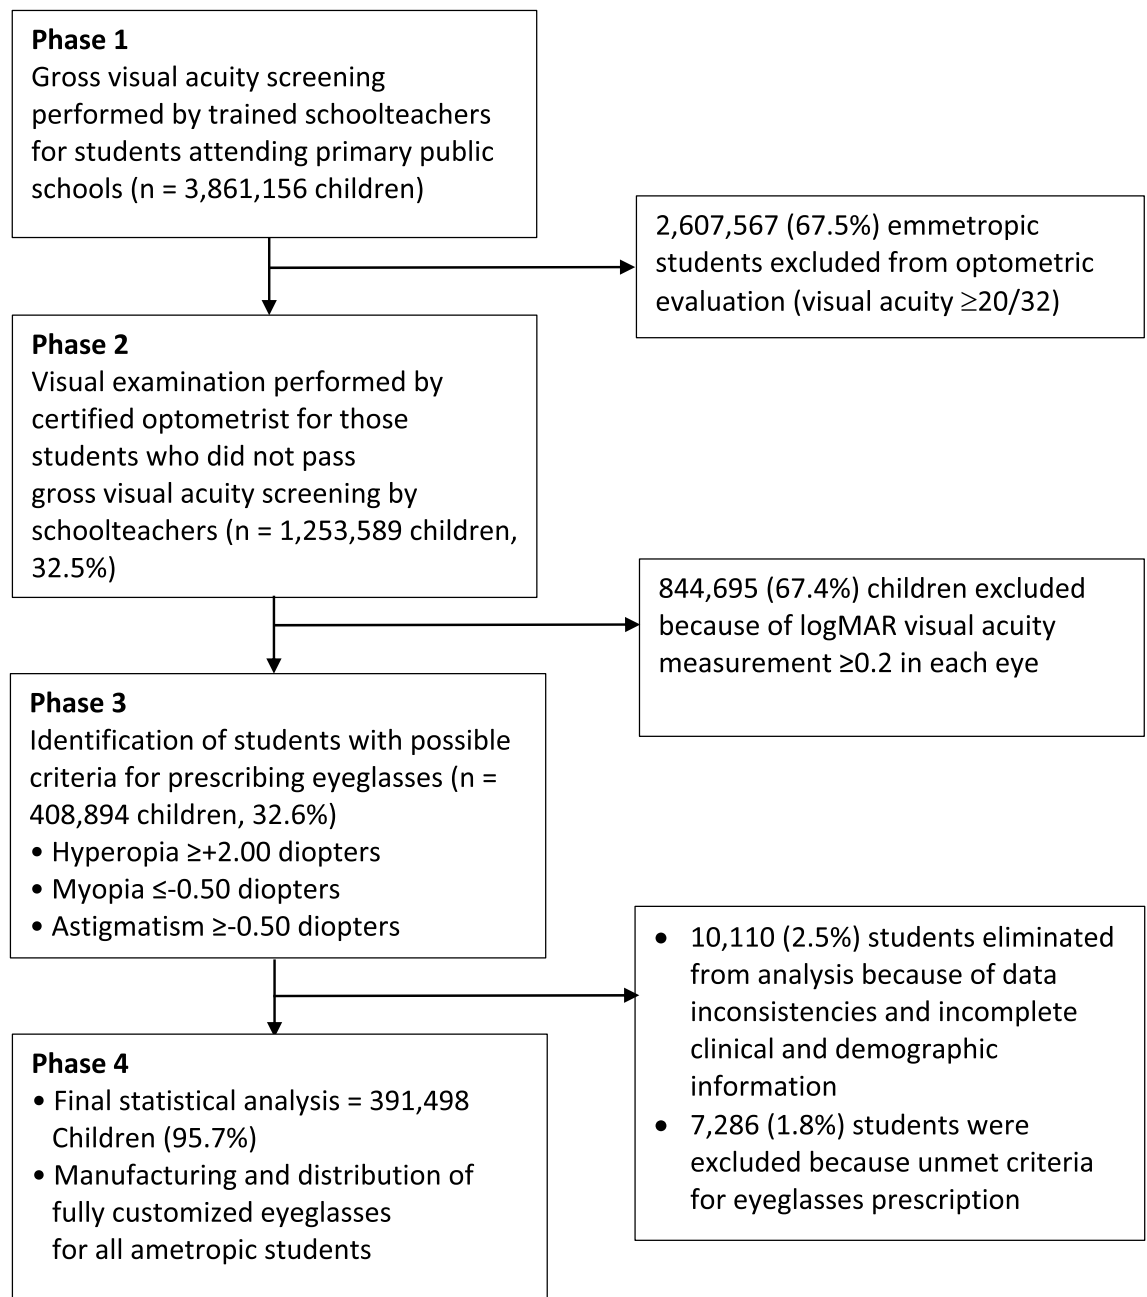 Phase 1
Gross visual acuity screening
performed by trained schoolteachers
for students attending primary public
schools (n = 3,861,156 children)
2,607,567 (67.5%) emmetropic
students excluded from optometric
evaluation (visual acuity ≥20/32)
Phase 2
Visual examination performed by
certified optometrist for those
students who did not pass
gross visual acuity screening by
schoolteachers (n = 1,253,589 children,
32.5%)
844,695 (67.4%) children excluded
because of logMAR visual acuity
measurement ≥0.2 in each eye
Phase 3
Identification of students with possible
criteria for prescribing eyeglasses (n =
408,894 children, 32.6%)
• Hyperopia ≥+2.00 diopters
• Myopia ≤-0.50 diopters
• Astigmatism ≥-0.50 diopters
• 10,110 (2.5%) students eliminated
from analysis because of data
inconsistencies and incomplete
clinical and demographic
information
• 7,286 (1.8%) students were
excluded because unmet criteria
for eyeglasses prescription
Phase 4
• Final statistical analysis = 391,498
Children (95.7%)
• Manufacturing and distribution of
fully customized eyeglasses
for all ametropic students